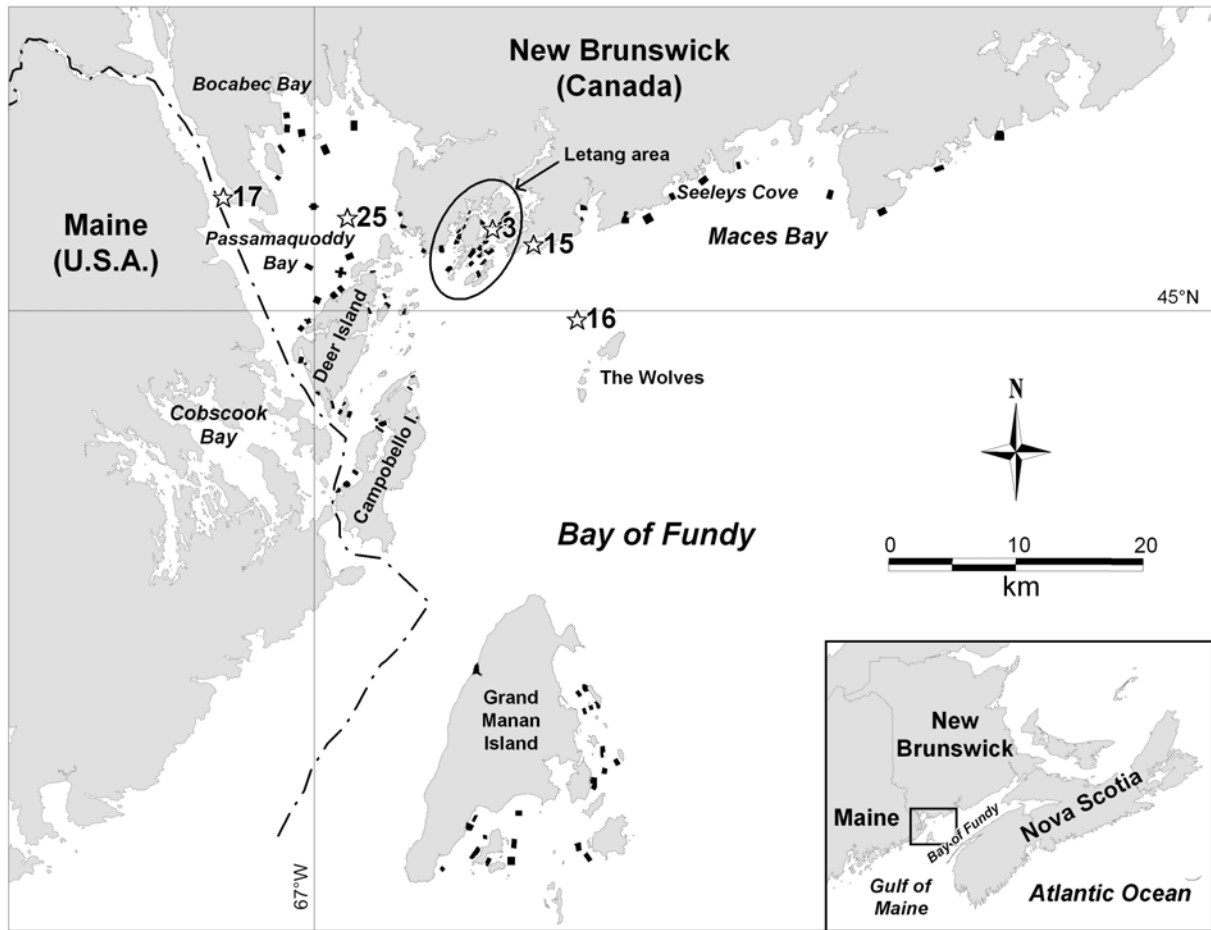 New Brunswick
(Canada)
Bocabec Bay
Letang area
17
25
3
15
Seeleys Cove
Maces Bay
Maine
(U.S.A.)
Passamaquoddy
Bay
45°N
16
Deer Island
The Wolves
N
Cobscook
Bay
Campobello I.
Bay of Fundy
0 10 20
km
Grand
Manan
Island
67°W
New
Brunswick
Maine
Nova Scotia
Bay of Fundy
Gulf of
Maine
Atlantic Ocean